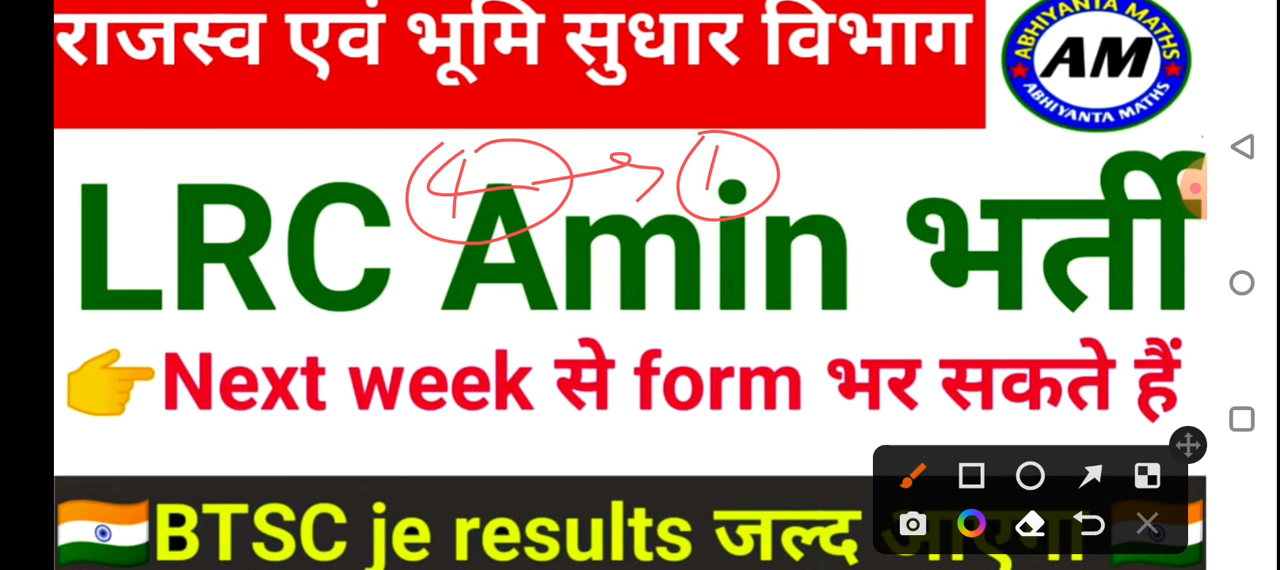 राजस्व एवं भूमि सुधार विभाग
ABHIYANTA MATHS
AM
ABHIYANTA MATHS
4 1
LRC Amin भर्ती
👉Next week से form भर सकते हैं
🇮🇳BTSC je results जल्द आएगा🇮🇳